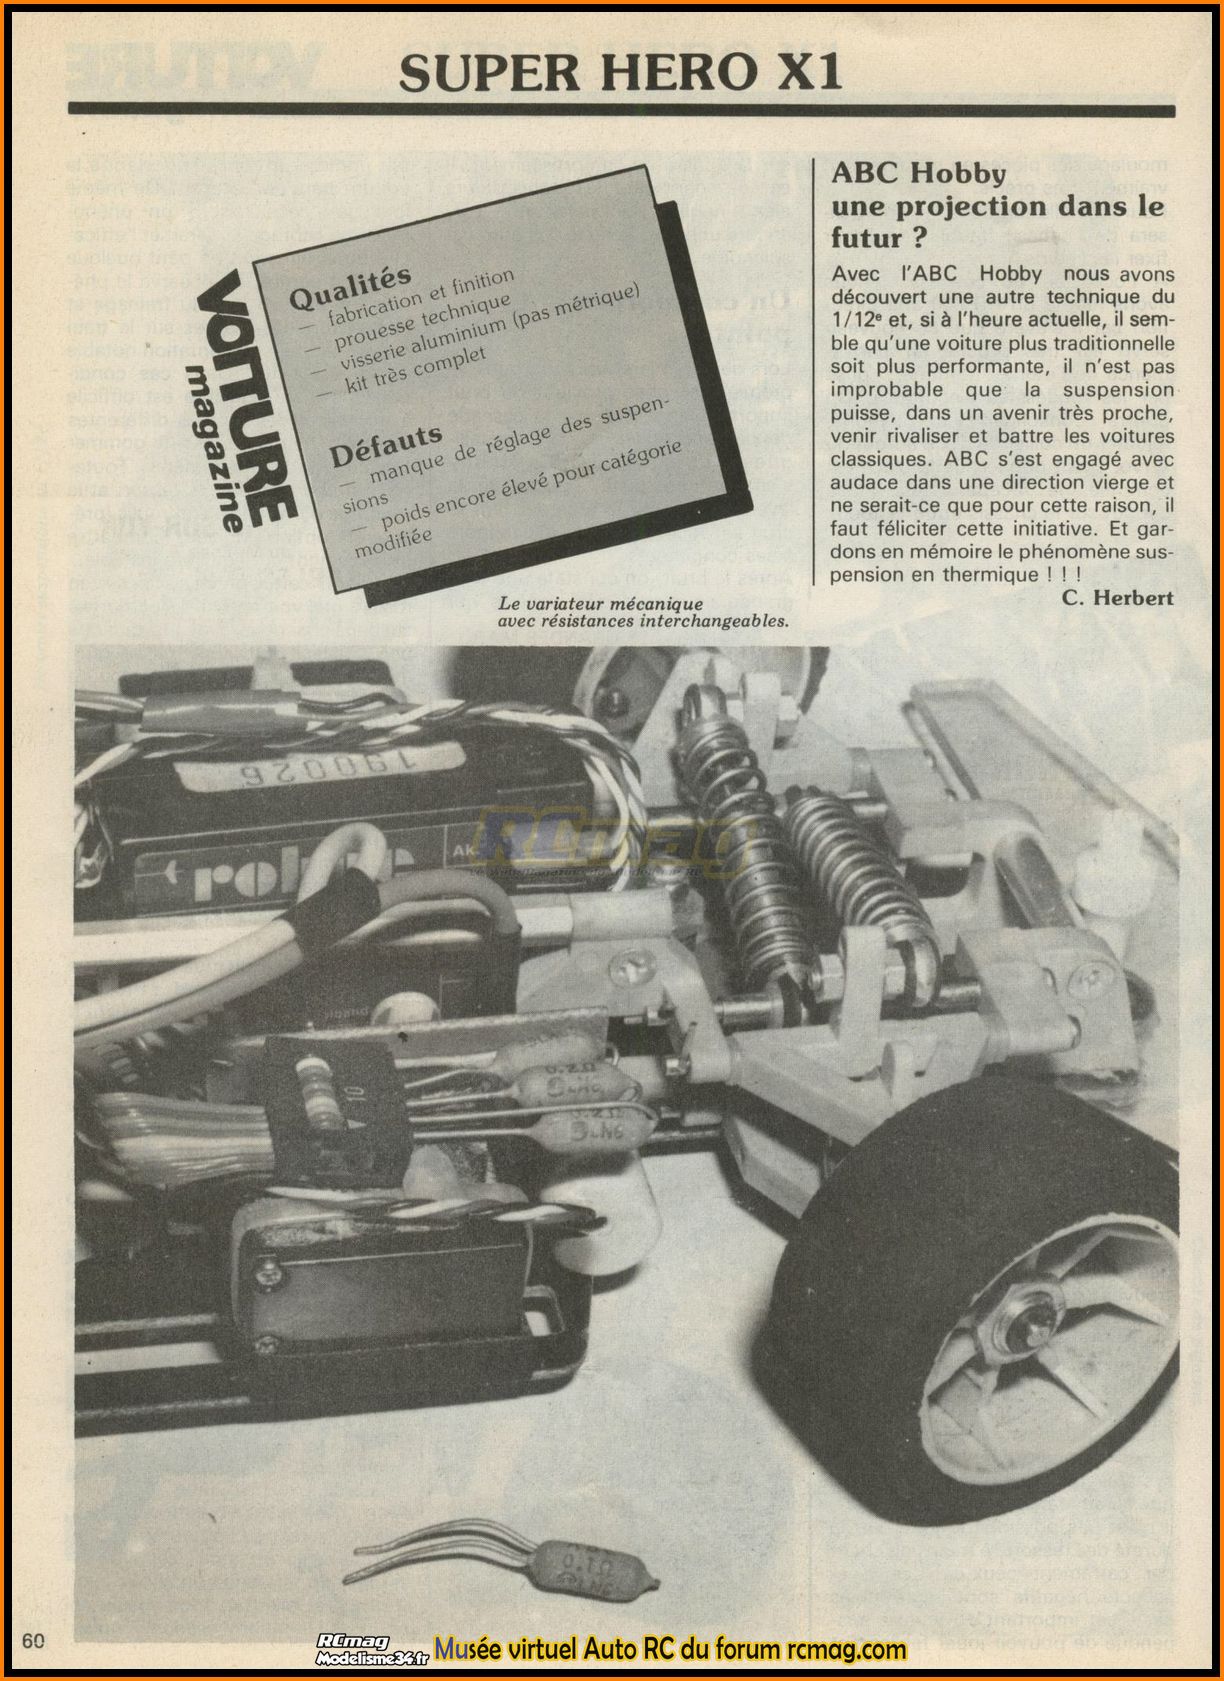 SUPER HERO X1
VOITURE
magazine
Qualités
— fabrication et finition
— prouesse technique
— visserie aluminium (pas métrique)
— kit très complet
Défauts
— manque de réglage des suspen-
sions
— poids encore élevé pour catégorie
modifiée
ABC Hobby
une projection dans le
futur ?
Avec l'ABC Hobby nous avons
découvert une autre technique du
1/12e et, si à l'heure actuelle, il sem-
ble qu'une voiture plus traditionnelle
soit plus performante, il n'est pas
improbable que la suspension
puisse, dans un avenir très proche,
venir rivaliser et battre les voitures
classiques. ABC s'est engagé avec
audace dans une direction vierge et
ne serait-ce que pour cette raison, il
faut féliciter cette initiative. Et gar-
dons en mémoire le phénomène sus-
pension en thermique ! ! !
C. Herbert
Le variateur mécanique
avec résistances interchangeables.
190026
robbe
RCmag
0.2Ω
0.2Ω
0.1Ω
60
RCmag
Modelisme34.fr
Musée virtuel Auto RC du forum rcmag.com